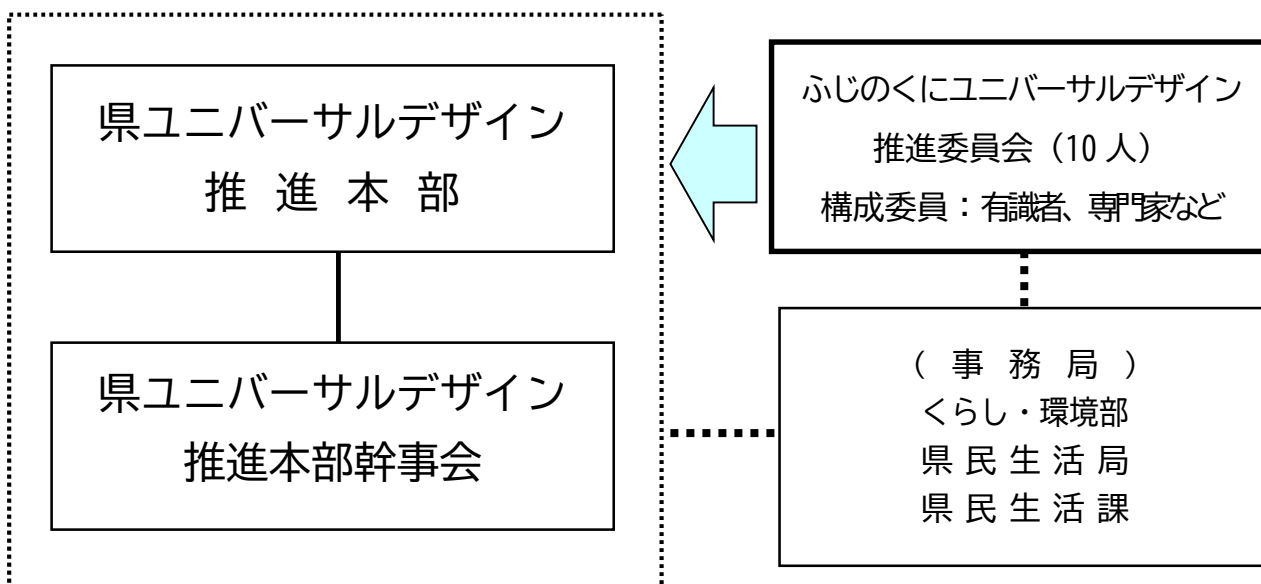 県ユニバーサルデザイン
推進本部
県ユニバーサルデザイン
推進本部幹事会
ふじのくにユニバーサルデザイン
推進委員会（10人）
構成委員：有識者、専門家など
（事務局）
くらし・環境部
県民生活局
県民生活課